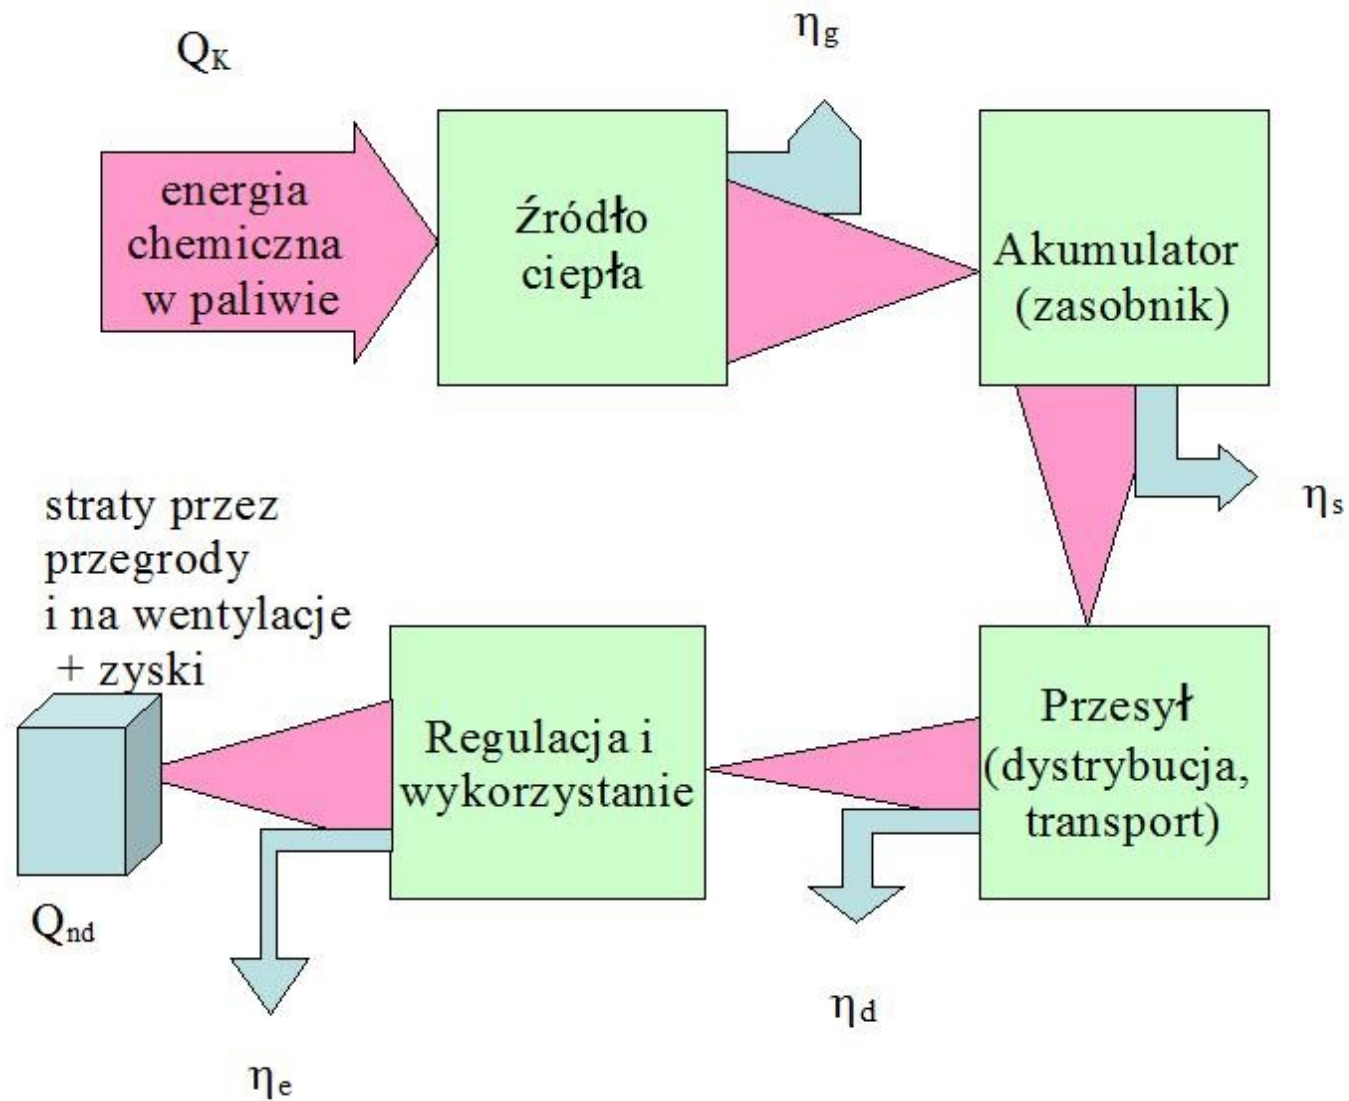 Q_K
η_g
energia
chemiczna
w paliwie
Źródło
ciepła
Akumulator
(zasobnik)
η_s
straty przez
przegrody
i na wentylacje
+ zyski
Q_nd
Regulacja i
wykorzystanie
Przesył
(dystrybucja,
transport)
η_d
η_e